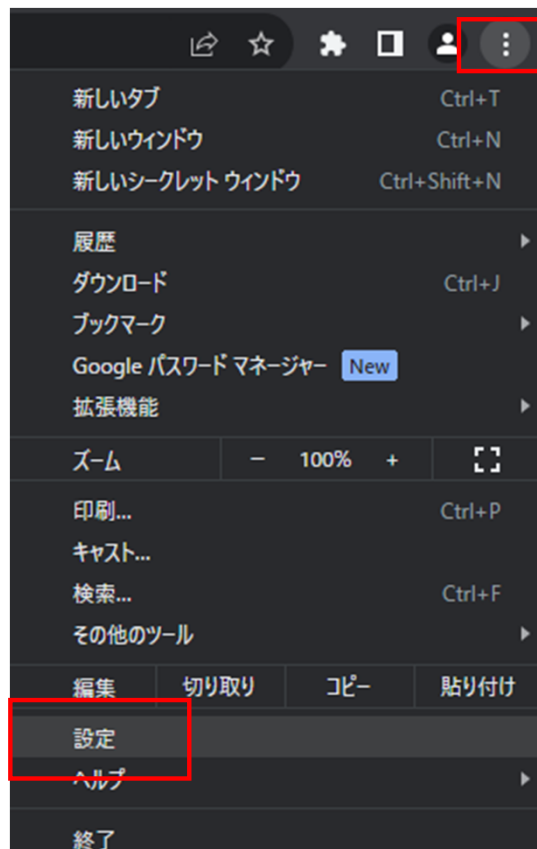 新しいタブ Ctrl+T
新しいウィンドウ Ctrl+N
新しいシークレット ウィンドウ Ctrl+Shift+N
履歴
ダウンロード Ctrl+J
ブックマーク
Google パスワード マネージャー New
拡張機能
ズーム － 100% +
印刷... Ctrl+P
キャスト...
検索... Ctrl+F
その他のツール
編集 切り取り コピー 貼り付け
設定
ヘルプ
終了